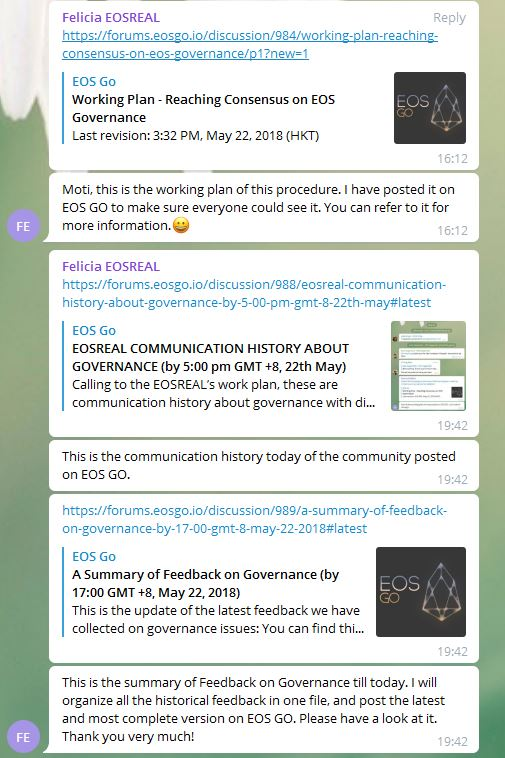 Felicia EOSREAL Reply
https://forums.eosgo.io/discussion/984/working-plan-reaching-
consensus-on-eos-governance/p1?new=1
EOS Go
Working Plan - Reaching Consensus on EOS
Governance
Last revision: 3:32 PM, May 22, 2018 (HKT)
EOS
GO
16:12
Moti, this is the working plan of this procedure. I have posted it on
EOS GO to make sure everyone could see it. You can refer to it for
more information.😀
FE
16:12
Felicia EOSREAL
https://forums.eosgo.io/discussion/988/eosreal-communication-
history-about-governance-by-5-00-pm-gmt-8-22th-may#latest
EOS Go
EOSREAL COMMUNICATION HISTORY ABOUT
GOVERNANCE (by 5:00 pm GMT +8, 22th May)
Calling to the EOSREAL's work plan, these are
communication history about governance with di...
19:42
This is the communication history today of the community posted
on EOS GO.
19:42
https://forums.eosgo.io/discussion/989/a-summary-of-feedback-
on-governance-by-17-00-gmt-8-may-22-2018#latest
EOS Go
A Summary of Feedback on Governance (by
17:00 GMT +8, May 22, 2018)
This is the update of the latest feedback we have
collected on governance issues: You can find thi...
EOS
GO
19:42
This is the summary of Feedback on Governance till today. I will
organize all the historical feedback in one file, and post the latest
and most complete version on EOS GO. Please have a look at it.
Thank you very much!
FE
19:42